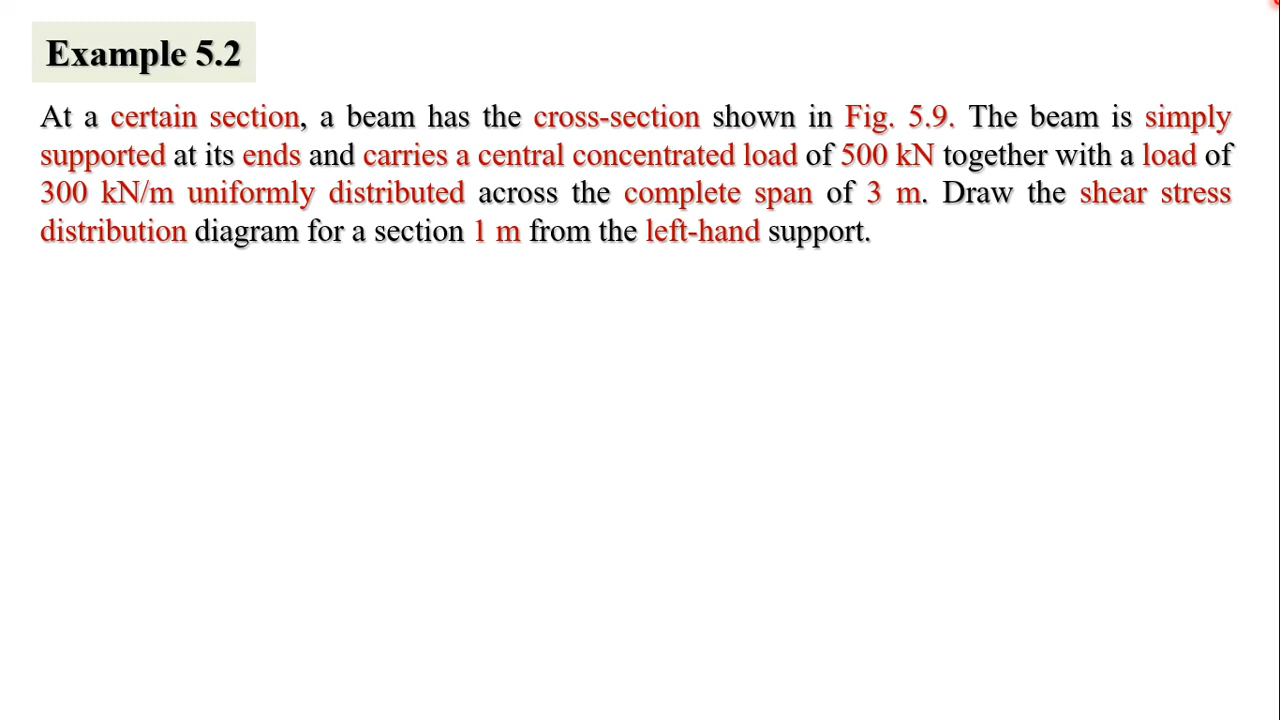 Example 5.2
At a certain section, a beam has the cross-section shown in Fig. 5.9. The beam is simply
supported at its ends and carries a central concentrated load of 500 kN together with a load of
300 kN/m uniformly distributed across the complete span of 3 m. Draw the shear stress
distribution diagram for a section 1 m from the left-hand support.